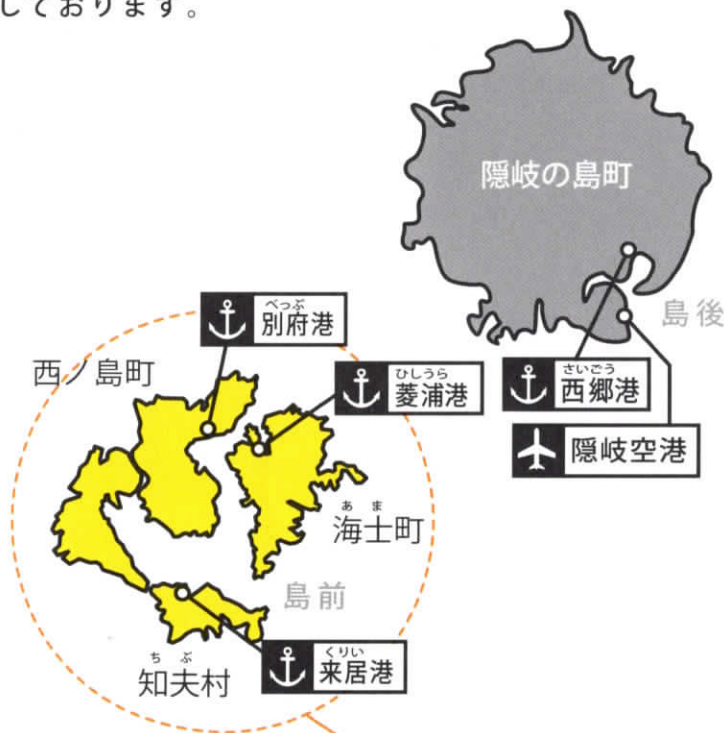 しております。
隠岐の島町
島後
べっぷ
別府港
西ノ島町
ひしうら
菱浦港
さいごう
西郷港
隠岐空港
あま
海士町
島前
くりい
来居港
ちぶ
知夫村